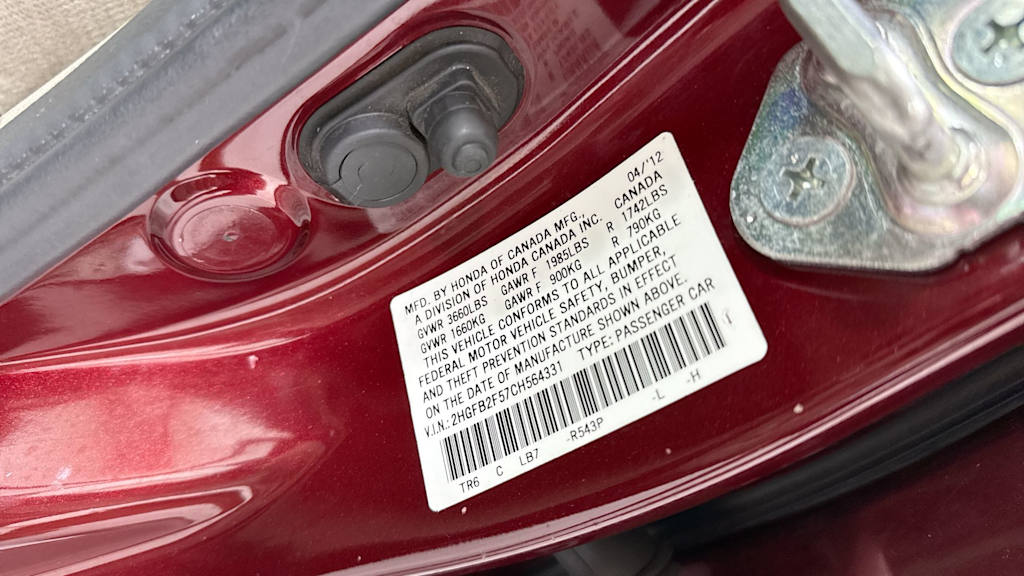 MFD. BY HONDA OF CANADA MFG., 04/'12
A DIVISION OF HONDA CANADA INC. CANADA
GVWR 3660LBS GAWR F 1985LBS R 1742LBS
GVWR 1660KG GAWR F 900KG R 790KG
THIS VEHICLE CONFORMS TO ALL APPLICABLE
FEDERAL MOTOR VEHICLE SAFETY, BUMPER,
AND THEFT PREVENTION STANDARDS IN EFFECT
ON THE DATE OF MANUFACTURE SHOWN ABOVE.
V.I.N.:2HGFB2F57CH564331 TYPE: PASSENGER CAR
TR6 C LB7 -R543P -L -H